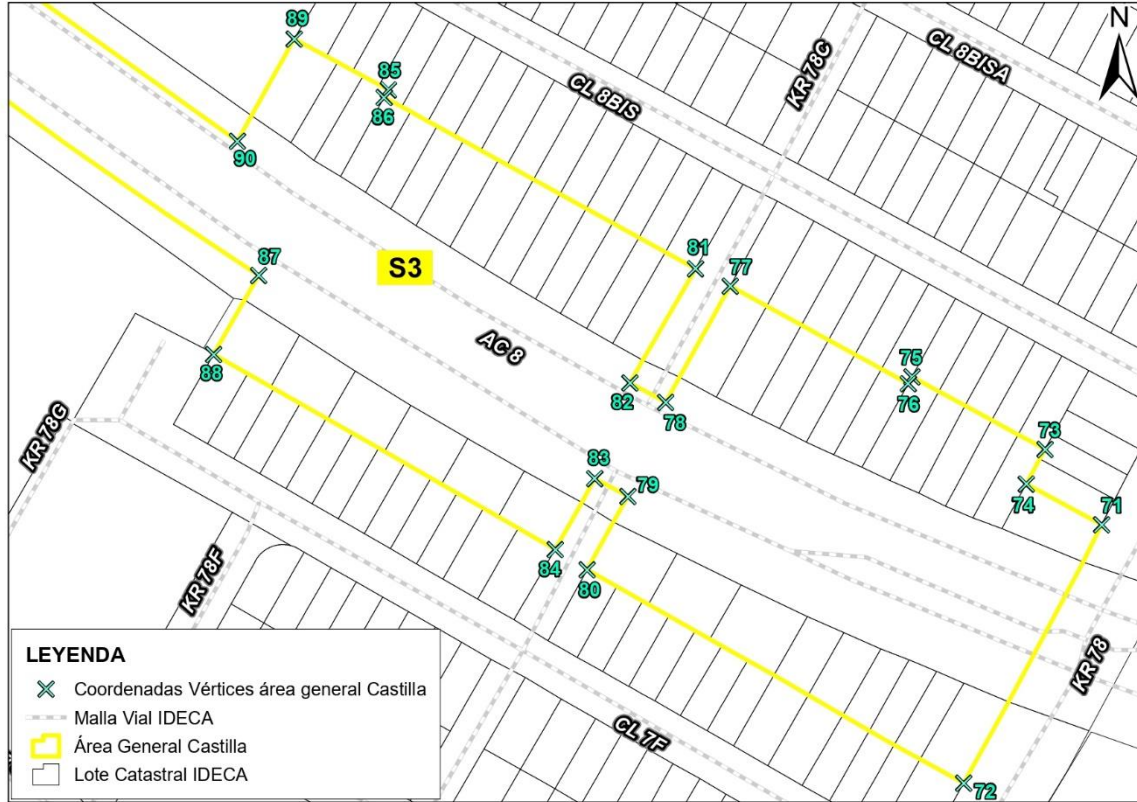 89
N
CL 8BISA
85
CL 8BIS
KR 78C
86
90
81
87
S3
77
AC 8
75
88
82
76
78
73
KR 78G
83
79
74
71
84
80
KR 78F
KR 78
CL 7F
72
LEYENDA
Coordenadas Vértices área general Castilla
Malla Vial IDECA
Área General Castilla
Lote Catastral IDECA